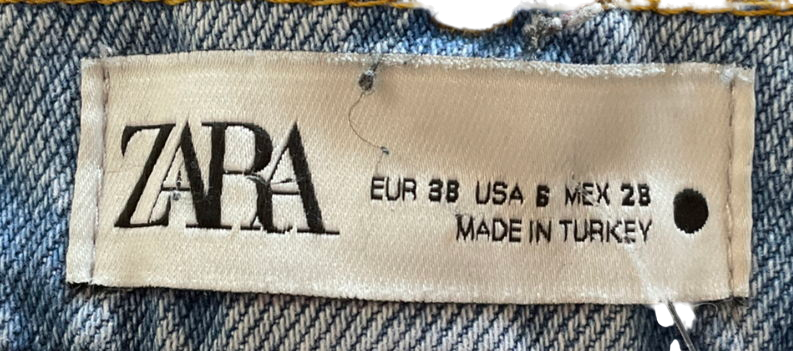 ZARA
EUR 38 USA 6 MEX 28
MADE IN TURKEY